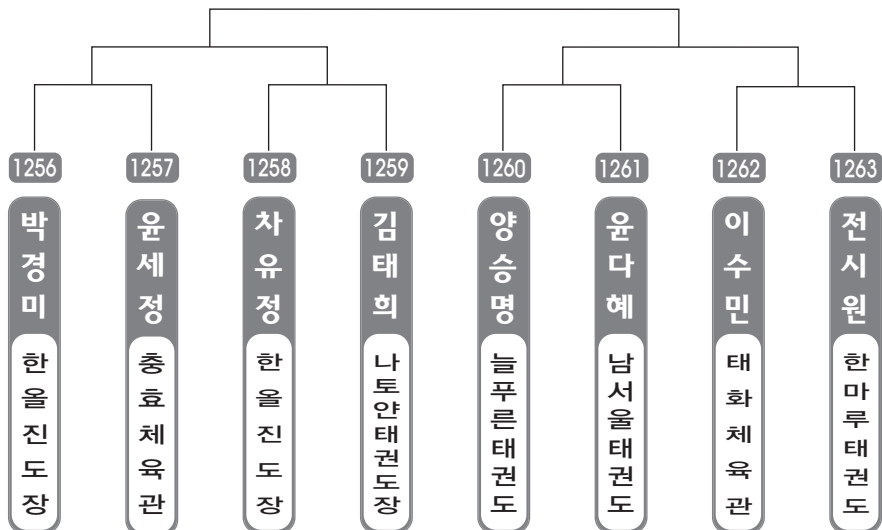 1256 1257 1258 1259 1260 1261 1262 1263
박경미 윤세정 차유정 김태희 양승명 윤다혜 이수민 전시원
한올진도장 충효체육관 한올진도장 나토얀태권도장 늘푸른태권도 남서울태권도 태화체육관 한마루태권도